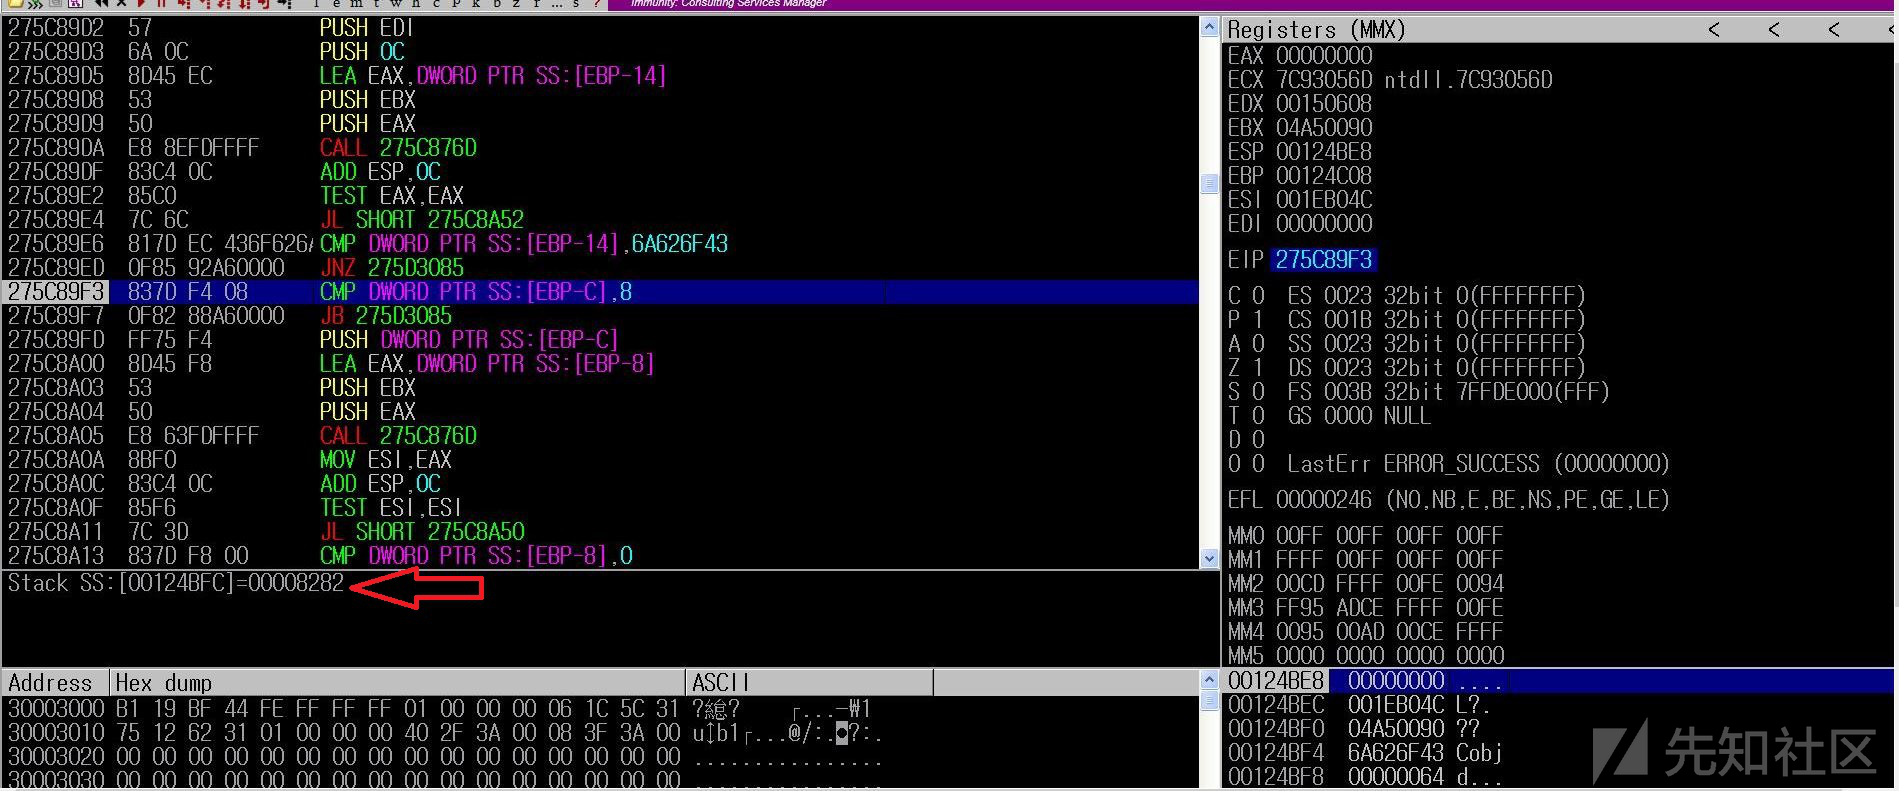 l e m t w h c P k b z r ... s ?
Immunity: Consulting Services Manager
275C89D2 57 PUSH EDI
275C89D3 6A 0C PUSH 0C
275C89D5 8D45 EC LEA EAX,DWORD PTR SS:[EBP-14]
275C89D8 53 PUSH EBX
275C89D9 50 PUSH EAX
275C89DA E8 8EFDFFFF CALL 275C876D
275C89DF 83C4 0C ADD ESP,0C
275C89E2 85C0 TEST EAX,EAX
275C89E4 7C 6C JL SHORT 275C8A52
275C89E6 817D EC 436F626A CMP DWORD PTR SS:[EBP-14],6A626F43
275C89ED 0F85 92A60000 JNZ 275D3085
275C89F3 837D F4 08 CMP DWORD PTR SS:[EBP-C],8
275C89F7 0F82 88A60000 JB 275D3085
275C89FD FF75 F4 PUSH DWORD PTR SS:[EBP-C]
275C8A00 8D45 F8 LEA EAX,DWORD PTR SS:[EBP-8]
275C8A03 53 PUSH EBX
275C8A04 50 PUSH EAX
275C8A05 E8 63FDFFFF CALL 275C876D
275C8A0A 8BF0 MOV ESI,EAX
275C8A0C 83C4 0C ADD ESP,0C
275C8A0F 85F6 TEST ESI,ESI
275C8A11 7C 3D JL SHORT 275C8A50
275C8A13 837D F8 00 CMP DWORD PTR SS:[EBP-8],0
Stack SS:[00124BFC]=00008282
Registers (MMX) < < < <
EAX 00000000
ECX 7C93056D ntdll.7C93056D
EDX 00150608
EBX 04A50090
ESP 00124BE8
EBP 00124C08
ESI 001EB04C
EDI 00000000
EIP 275C89F3
C 0 ES 0023 32bit 0(FFFFFFFF)
P 1 CS 001B 32bit 0(FFFFFFFF)
A 0 SS 0023 32bit 0(FFFFFFFF)
Z 1 DS 0023 32bit 0(FFFFFFFF)
S 0 FS 003B 32bit 7FFDE000(FFF)
T 0 GS 0000 NULL
D 0
O 0 LastErr ERROR_SUCCESS (00000000)
EFL 00000246 (NO,NB,E,BE,NS,PE,GE,LE)
MM0 00FF 00FF 00FF 00FF
MM1 FFFF 00FF 00FF 00FF
MM2 00CD FFFF 00FE 0094
MM3 FF95 ADCE FFFF 00FE
MM4 0095 00AD 00CE FFFF
MM5 0000 0000 0000 0000
Address Hex dump ASCII
30003000 B1 19 BF 44 FE FF FF FF 01 00 00 00 06 1C 5C 31
30003010 75 12 62 31 01 00 00 00 40 2F 3A 00 08 3F 3A 00
30003020 00 00 00 00 00 00 00 00 00 00 00 00 00 00 00 00 ................
30003030 00 00 00 00 00 00 00 00 00 00 00 00 00 00 00 00 ................
00124BE8 00000000 ....
00124BEC 001EB04C L?.
00124BF0 04A50090 ??
00124BF4 6A626F43 Cobj
00124BF8 00000064 d...
先知社区